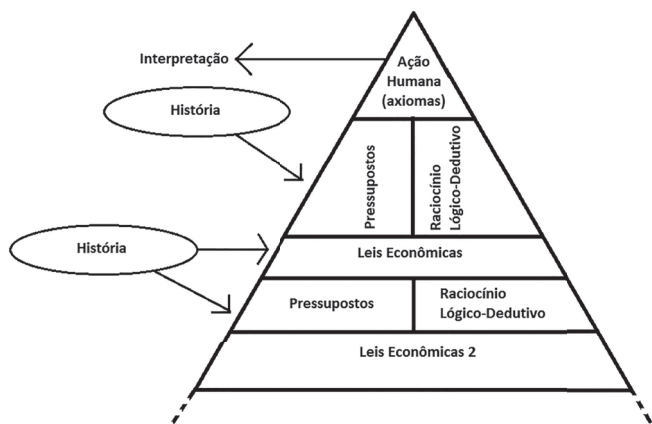 Interpretação
Ação
Humana
(axiomas)
História
Pressupostos
Raciocínio
Lógico-Dedutivo
História
Leis Econômicas
Pressupostos
Raciocínio
Lógico-Dedutivo
Leis Econômicas 2